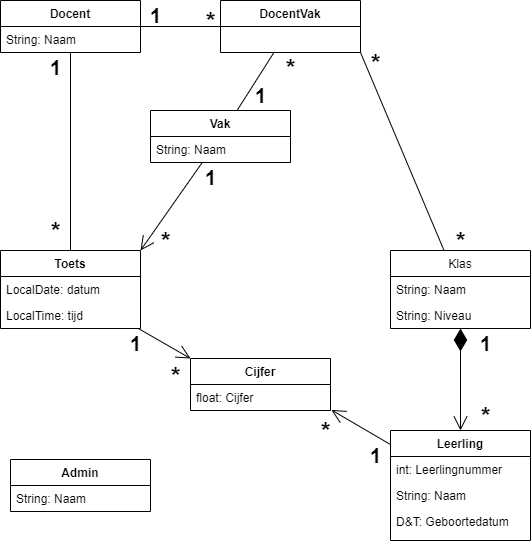 Docent
String: Naam
1
*
DocentVak
1
*
*
1
Vak
String: Naam
1
*
*
*
Toets
LocalDate: datum
LocalTime: tijd
Klas
String: Naam
String: Niveau
1
*
1
*
Cijfer
float: Cijfer
*
1
Leerling
int: Leerlingnummer
String: Naam
D&T: Geboortedatum
Admin
String: Naam